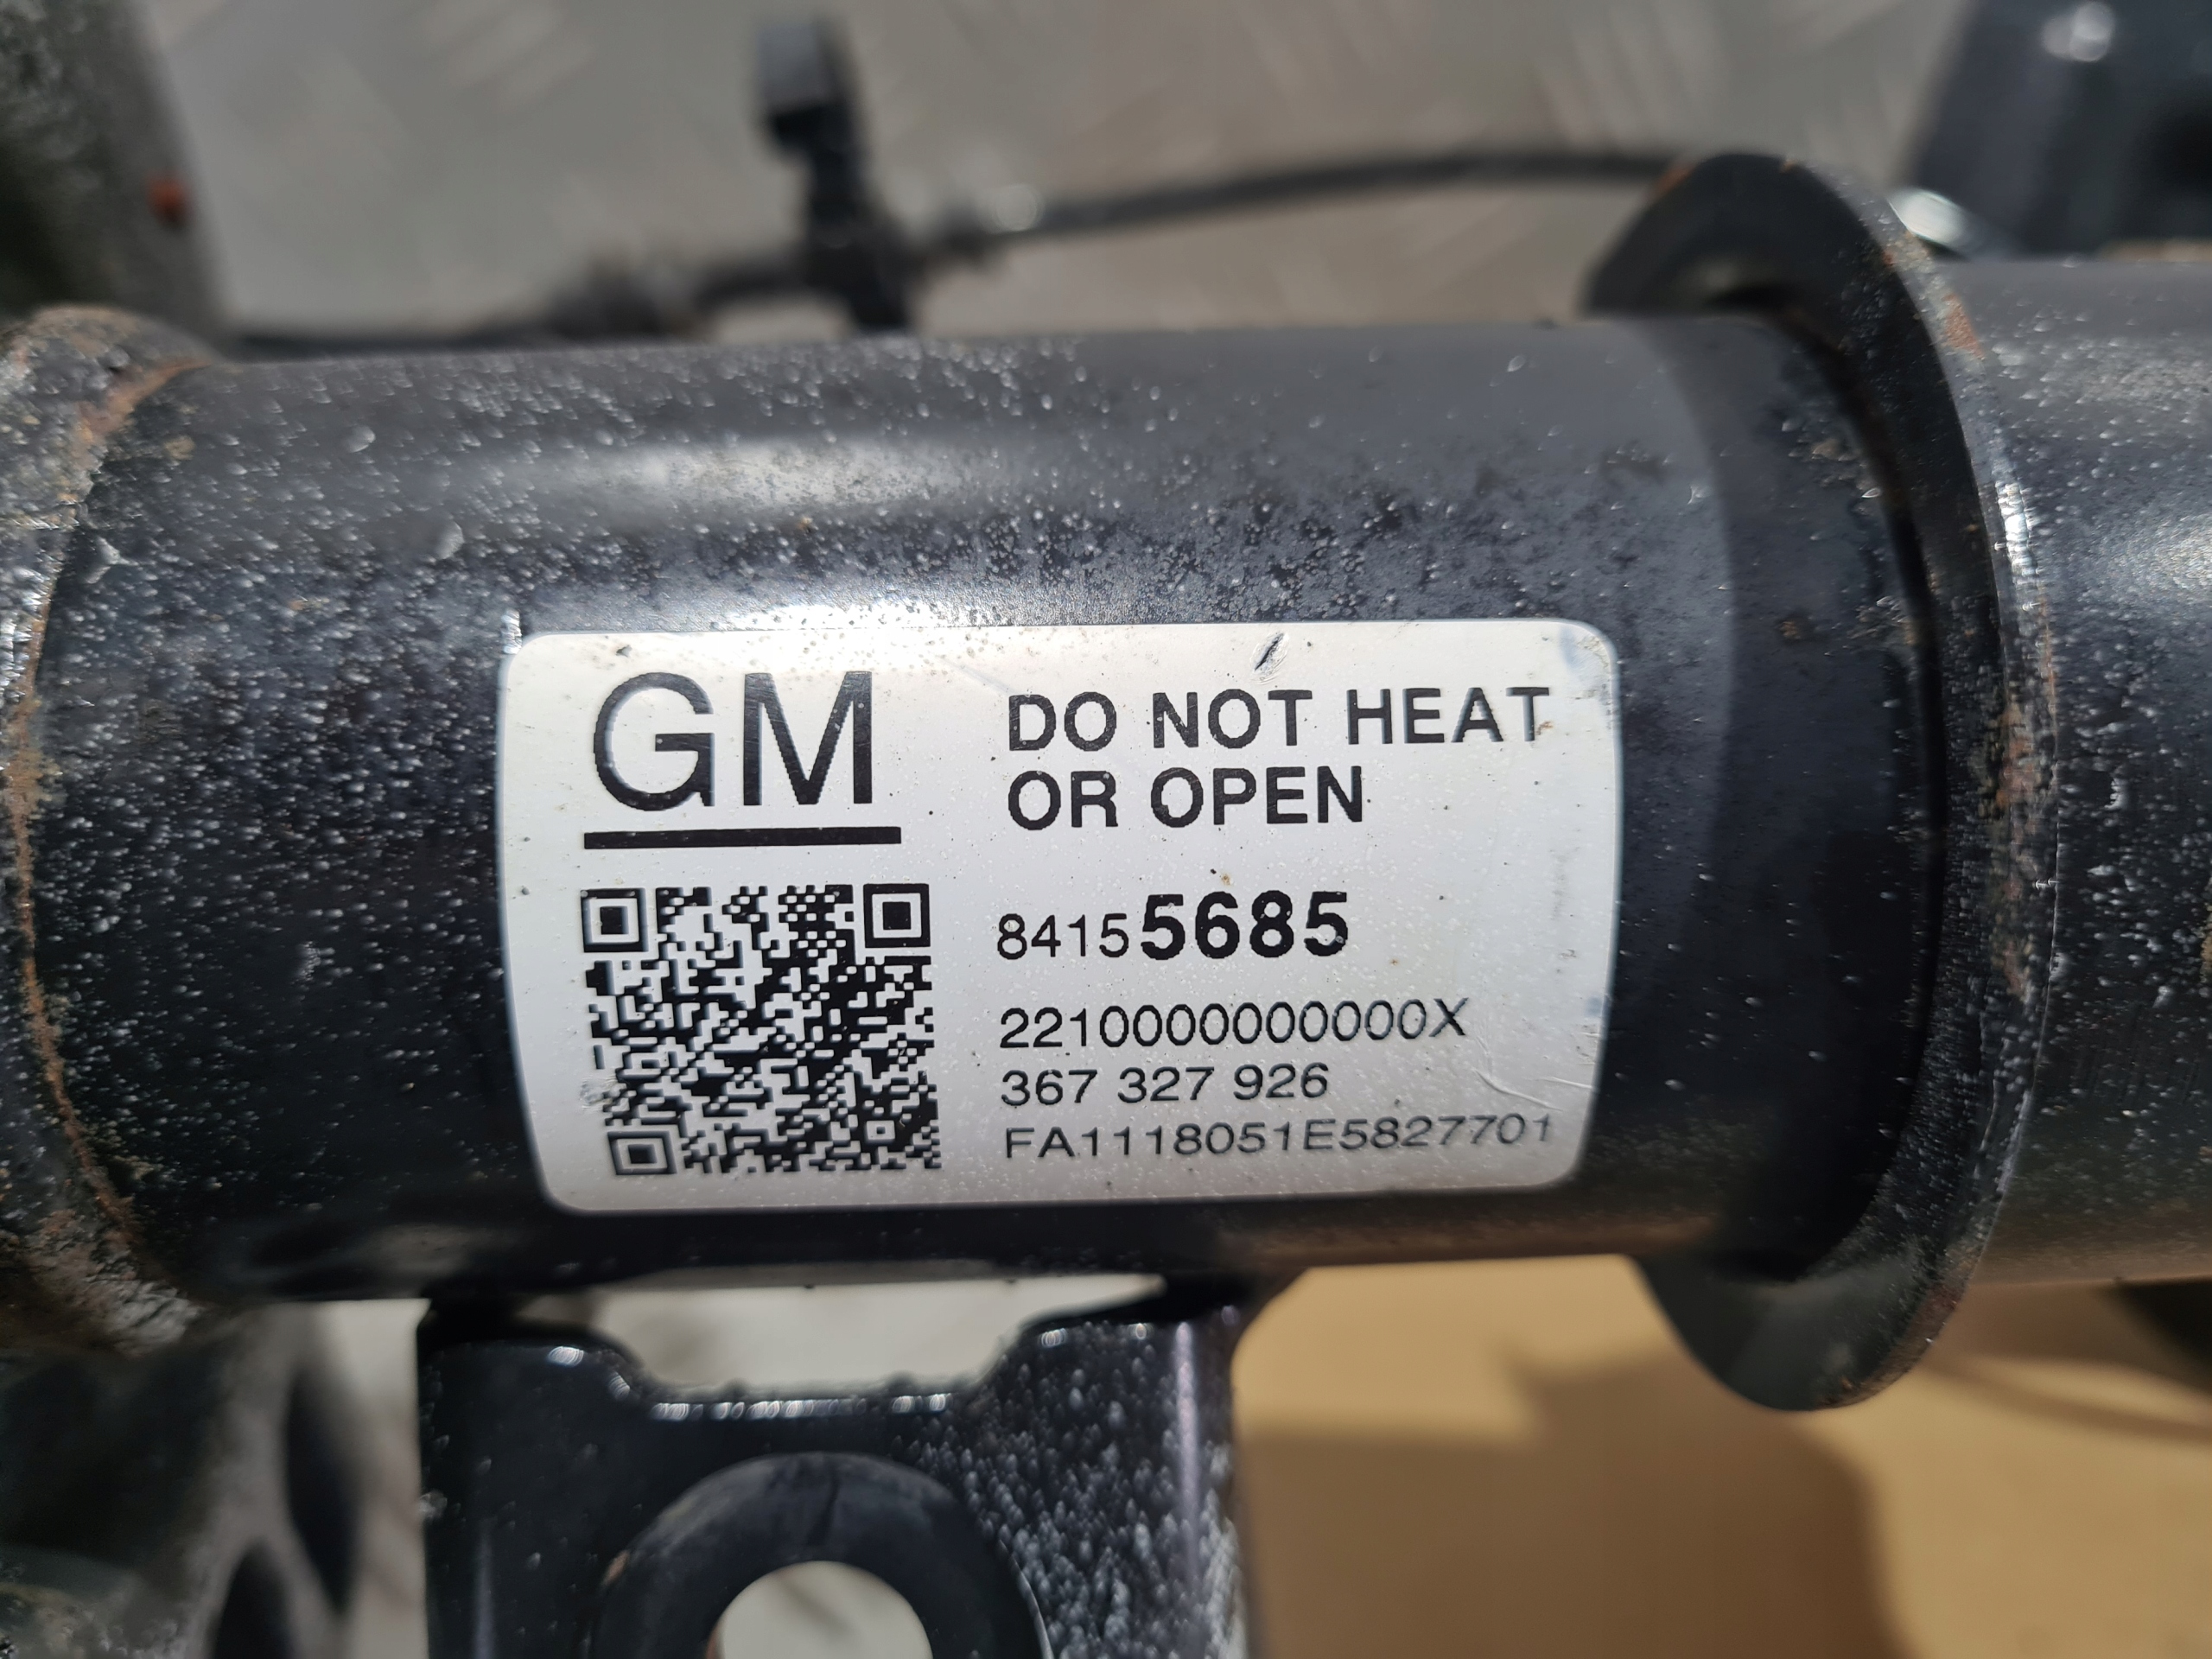 GM
DO NOT HEAT
OR OPEN
84155685
2210000000000X
367 327 926
FA1118051E5827701